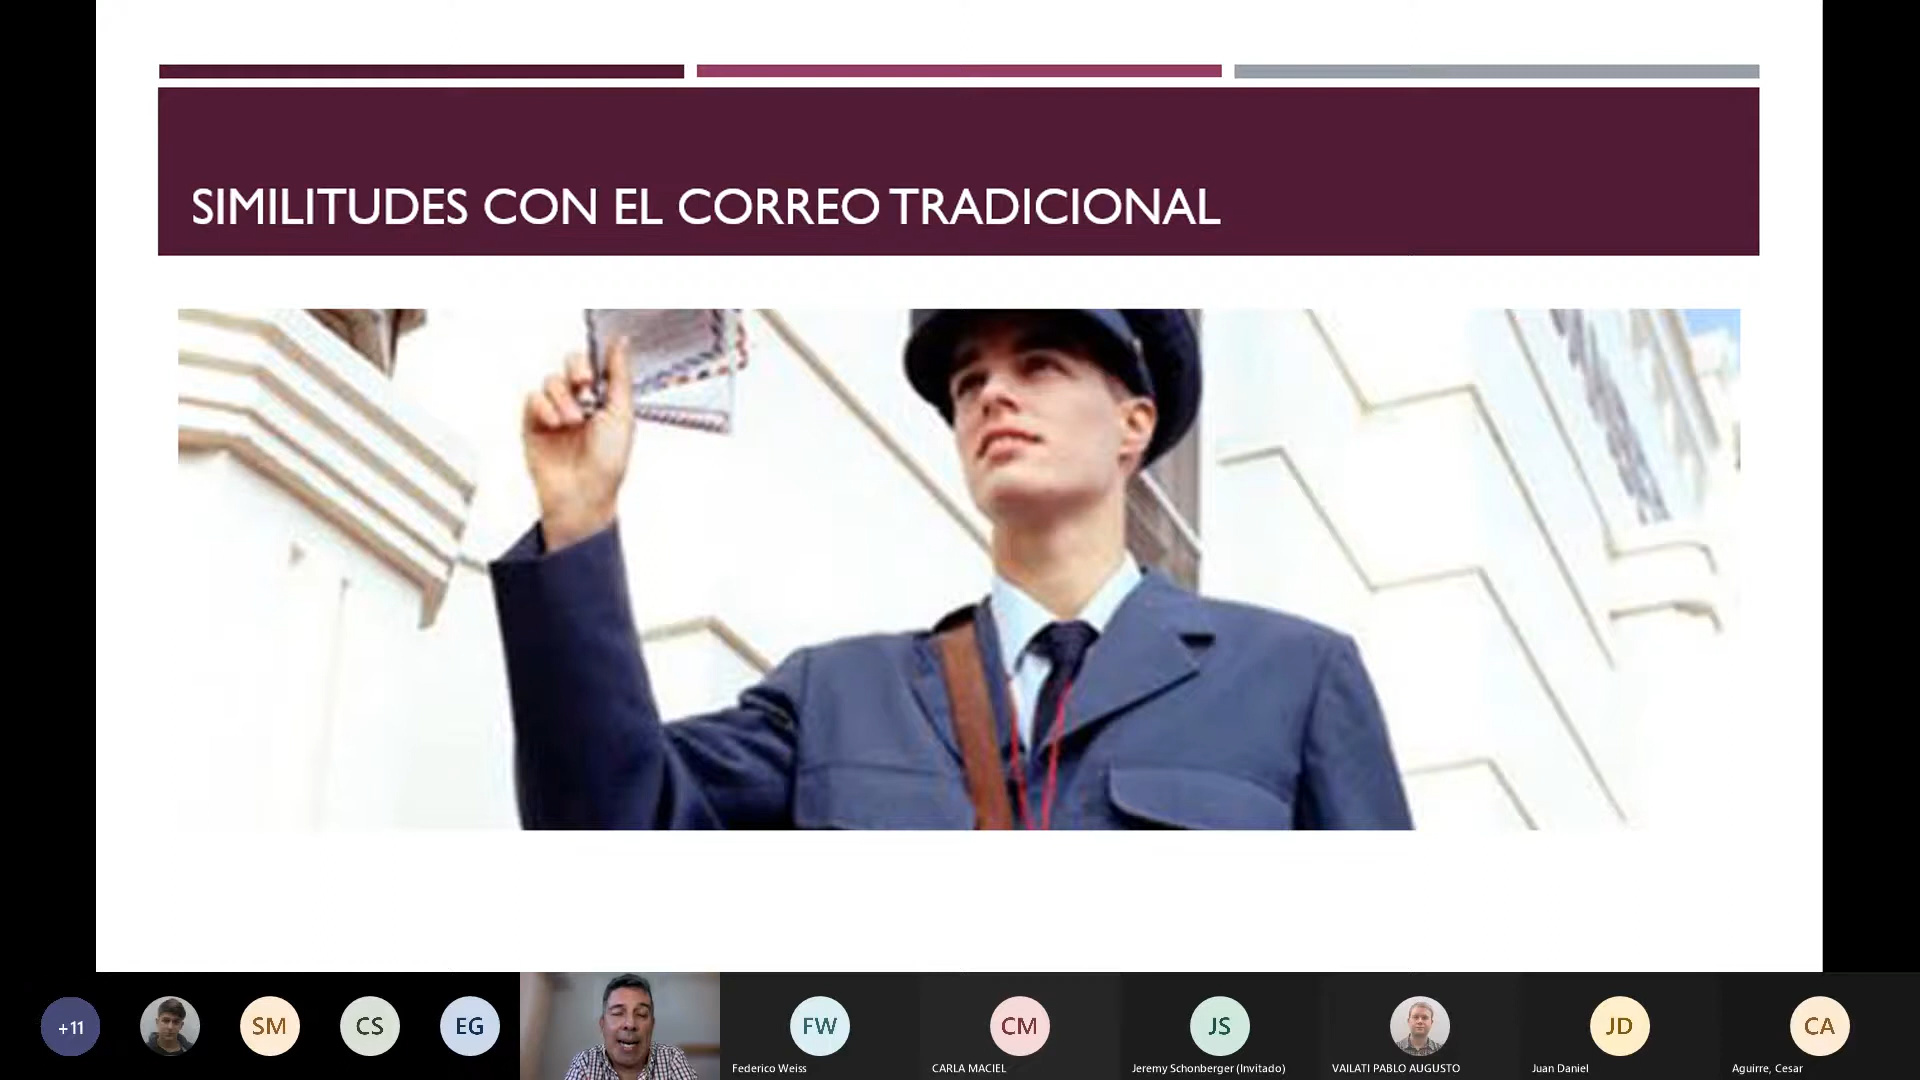 SIMILITUDES CON EL CORREO TRADICIONAL
+11
SM
CS
EG
FW
Federico Weiss
CM
CARLA MACIEL
JS
Jeremy Schonberger (Invitado)
VAILATI PABLO AUGUSTO
JD
Juan Daniel
CA
Aguirre, Cesar